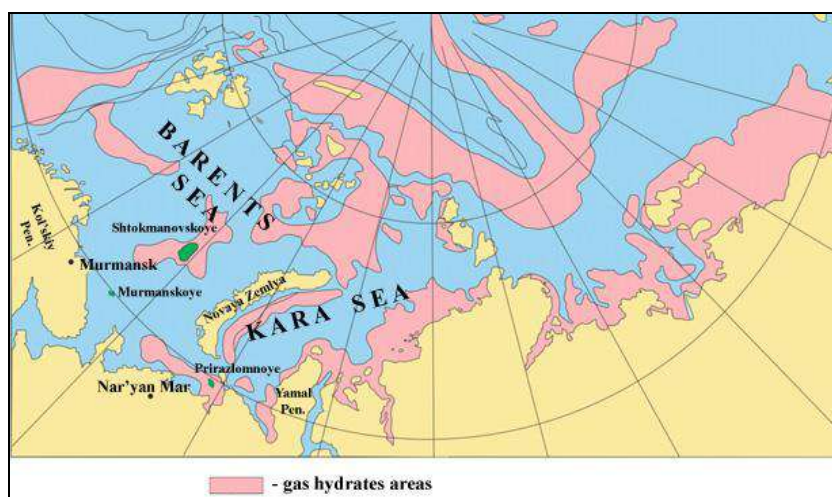 BARENTS
SEA
Kol'skiy
Pen.
Shtokmanovskoye
Murmansk
Murmanskoye
Novaya Zemlya
KARA SEA
Prirazlomnoye
Nar'yan Mar
Yamal
Pen.
- gas hydrates areas